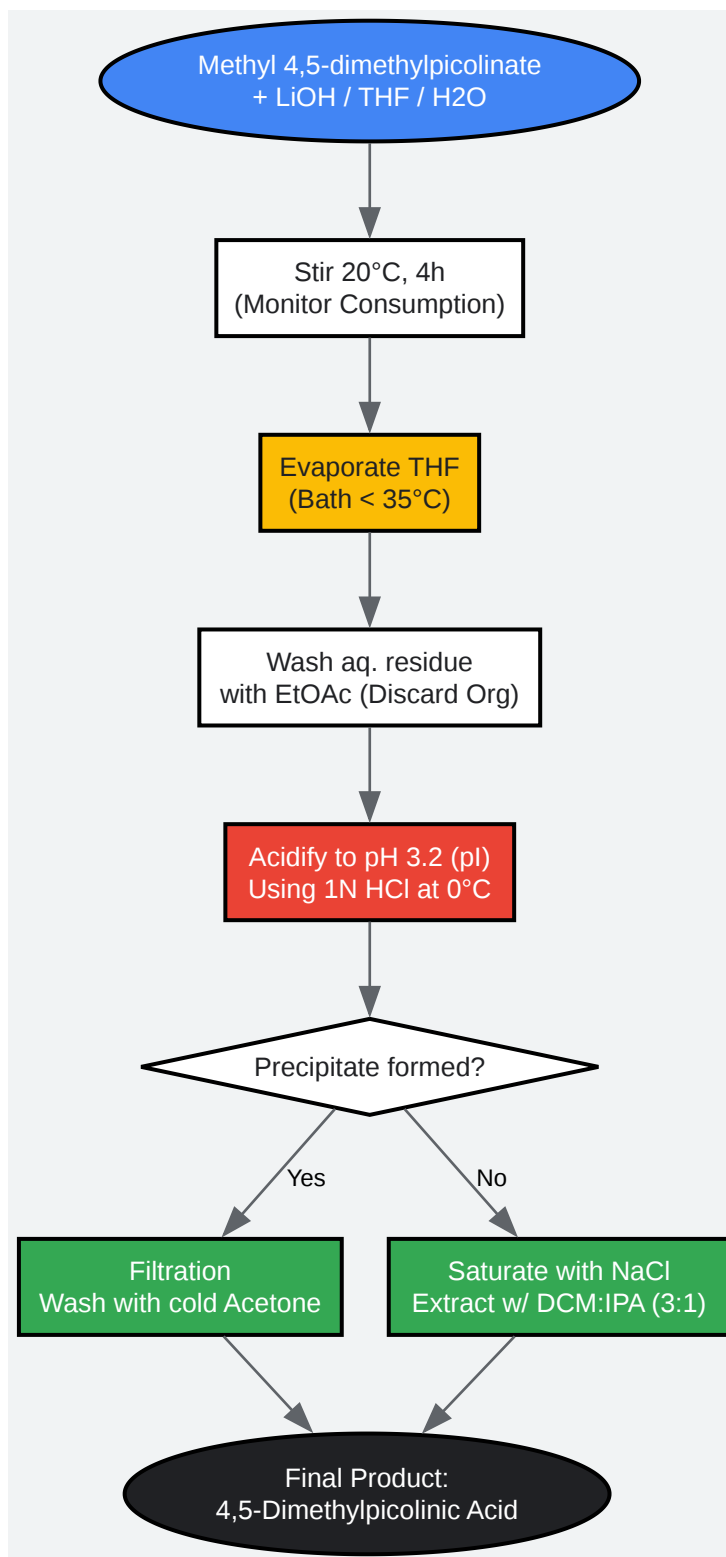 Methyl 4,5-dimethylpicolinate
+ LiOH / THF / H2O
Stir 20°C, 4h
(Monitor Consumption)
Evaporate THF
(Bath < 35°C)
Wash aq. residue
with EtOAc (Discard Org)
Acidify to pH 3.2 (pI)
Using 1N HCl at 0°C
Precipitate formed?
Yes
No
Filtration
Wash with cold Acetone
Saturate with NaCl
Extract w/ DCM:IPA (3:1)
Final Product:
4,5-Dimethylpicolinic Acid